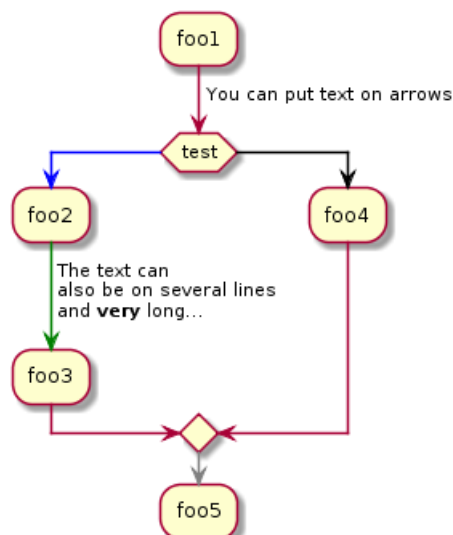 foo1
You can put text on arrows
test
foo2
foo4
The text can
also be on several lines
and very long...
foo3
foo5